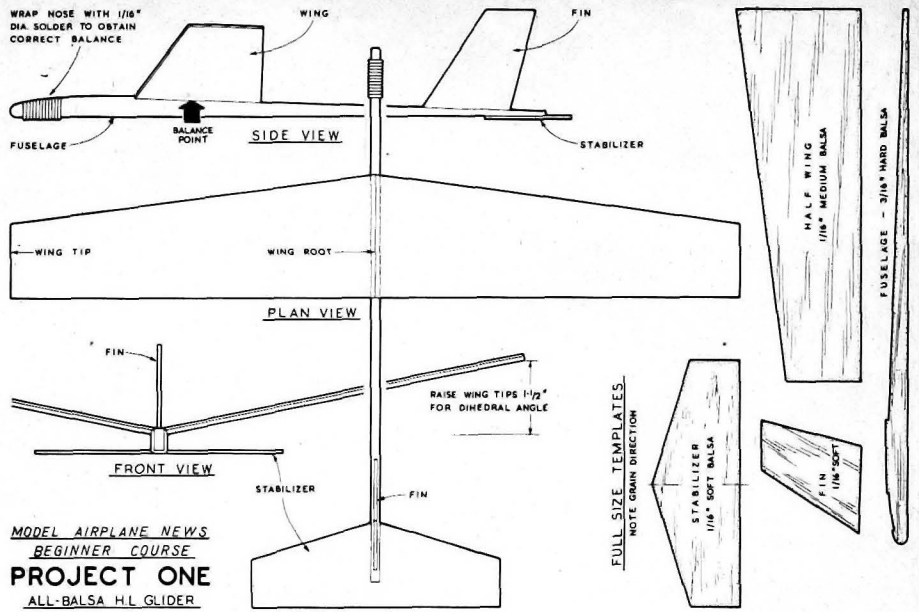 WRAP NOSE WITH 1/16"
DIA. SOLDER TO OBTAIN
CORRECT BALANCE
WING
FIN
FUSELAGE
BALANCE
POINT
SIDE VIEW
STABILIZER
WING TIP
WING ROOT
PLAN VIEW
FIN
RAISE WING TIPS 1-1/2"
FOR DIHEDRAL ANGLE
FRONT VIEW
STABILIZER
FIN
MODEL AIRPLANE NEWS
BEGINNER COURSE
PROJECT ONE
ALL-BALSA H.L. GLIDER
HALF WING
1/16" MEDIUM BALSA
FUSELAGE - 3/16" HARD BALSA
FULL SIZE TEMPLATES
NOTE GRAIN DIRECTION
STABILIZER
1/16" SOFT BALSA
FIN
1/16" SOFT